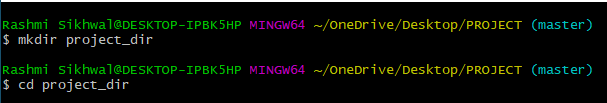 Rashmi Sikhwal@DESKTOP-IPBK5HP MINGW64 ~/OneDrive/Desktop/PROJECT (master)
$ mkdir project_dir
Rashmi Sikhwal@DESKTOP-IPBK5HP MINGW64 ~/OneDrive/Desktop/PROJECT (master)
$ cd project_dir